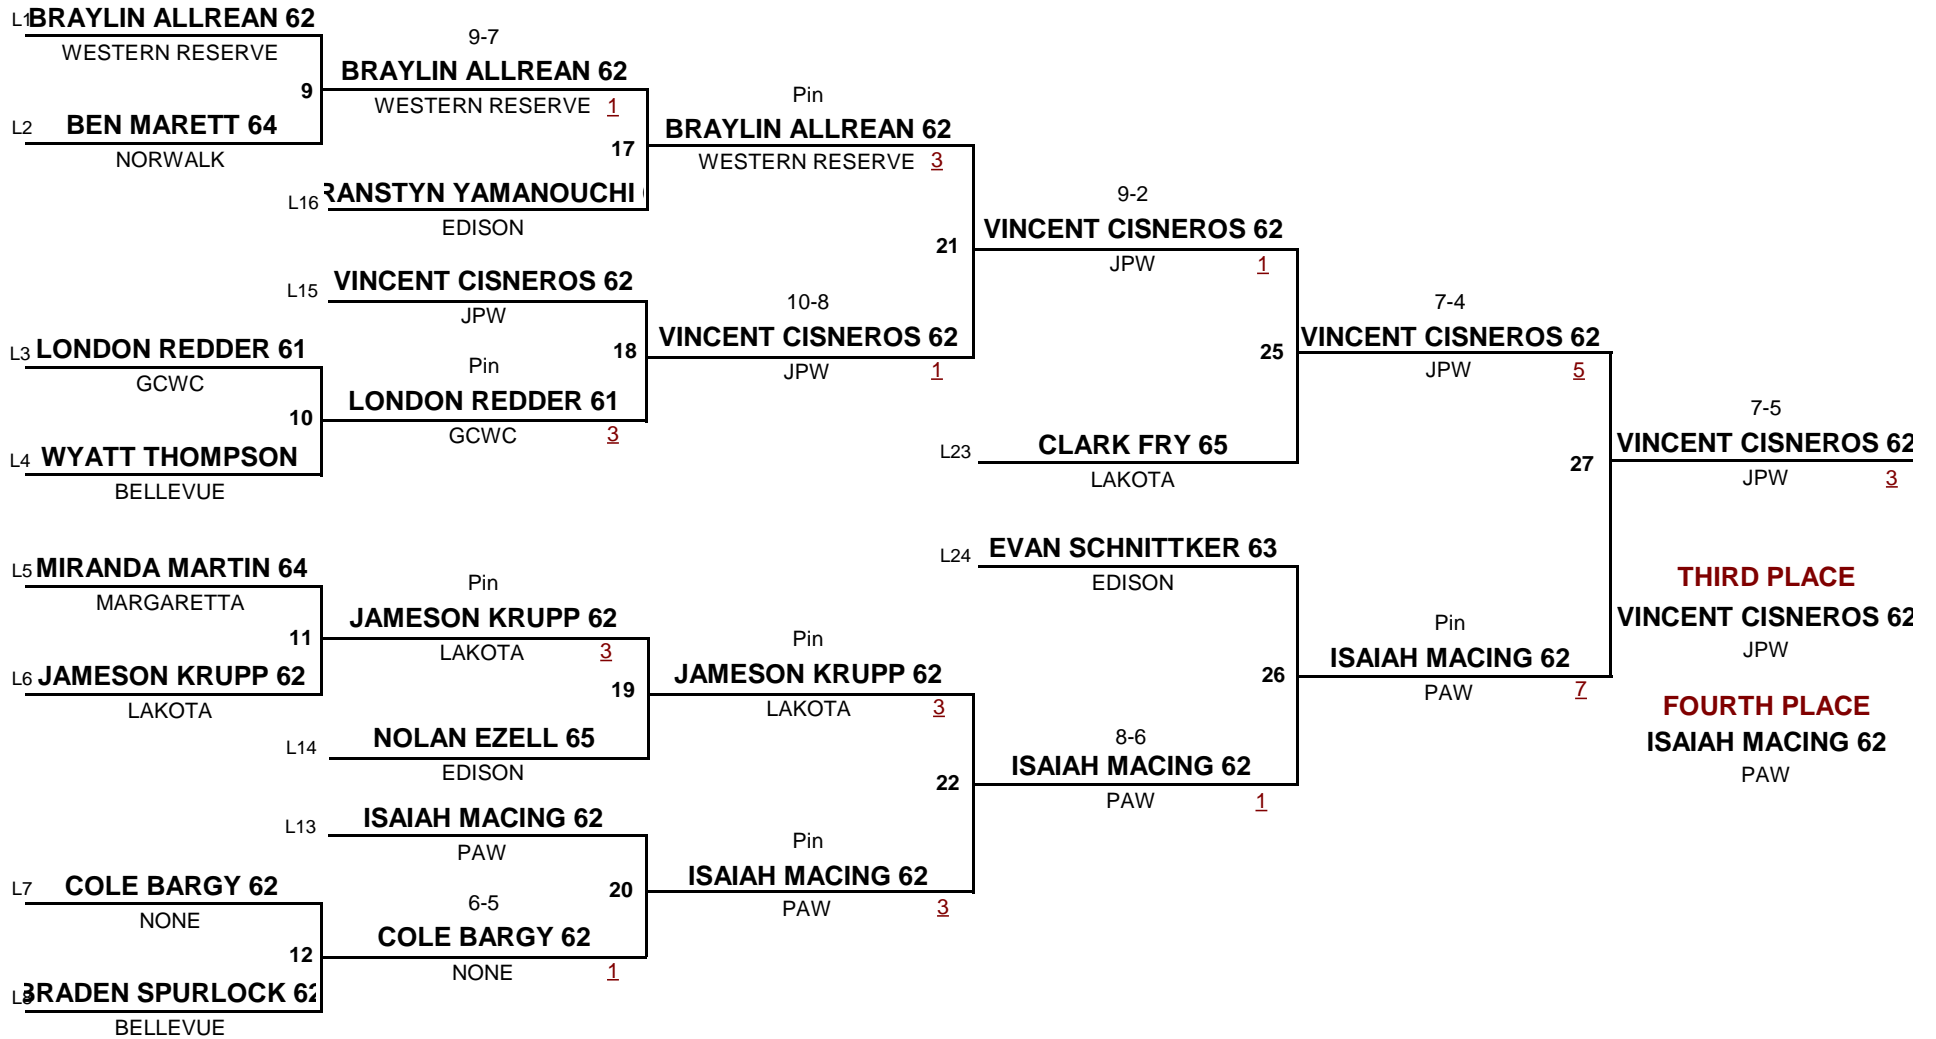 L1 BRAYLIN ALLREAN 62
WESTERN RESERVE
9
L2 BEN MARETT 64
NORWALK
9-7
BRAYLIN ALLREAN 62
WESTERN RESERVE 1
17
L16 RANSTYN YAMANOUCHI
EDISON
Pin
BRAYLIN ALLREAN 62
WESTERN RESERVE 3
L15 VINCENT CISNEROS 62
JPW
L3 LONDON REDDER 61
GCWC
10
L4 WYATT THOMPSON
BELLEVUE
18
Pin
LONDON REDDER 61
GCWC 3
10-8
VINCENT CISNEROS 62
JPW 1
21
9-2
VINCENT CISNEROS 62
JPW 1
25
L23 CLARK FRY 65
LAKOTA
7-4
VINCENT CISNEROS 62
JPW 5
27
7-5
VINCENT CISNEROS 62
JPW 3
L5 MIRANDA MARTIN 64
MARGARETTA
11
L6 JAMESON KRUPP 62
LAKOTA
Pin
JAMESON KRUPP 62
LAKOTA 3
19
L14 NOLAN EZELL 65
EDISON
Pin
JAMESON KRUPP 62
LAKOTA 3
L13 ISAIAH MACING 62
PAW
L7 COLE BARGY 62
NONE
12
L8 BRADEN SPURLOCK 62
BELLEVUE
20
6-5
COLE BARGY 62
NONE 1
Pin
ISAIAH MACING 62
PAW 3
22
8-6
ISAIAH MACING 62
PAW 1
L24 EVAN SCHNITTKER 63
EDISON
26
Pin
ISAIAH MACING 62
PAW 7
THIRD PLACE
VINCENT CISNEROS 62
JPW
FOURTH PLACE
ISAIAH MACING 62
PAW